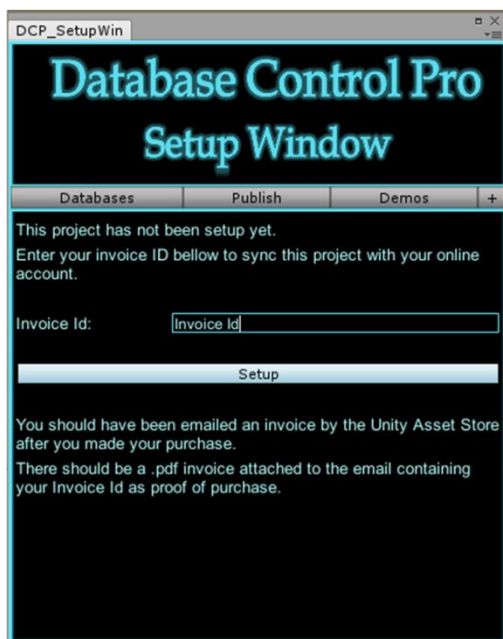 DCP_SetupWin
Database Control Pro
Setup Window
Databases
Publish
Demos
+
This project has not been setup yet.
Enter your invoice ID bellow to sync this project with your online
account.
Invoice Id:
Invoice Id
Setup
You should have been emailed an invoice by the Unity Asset Store
after you made your purchase.
There should be a .pdf invoice attached to the email containing
your Invoice Id as proof of purchase.